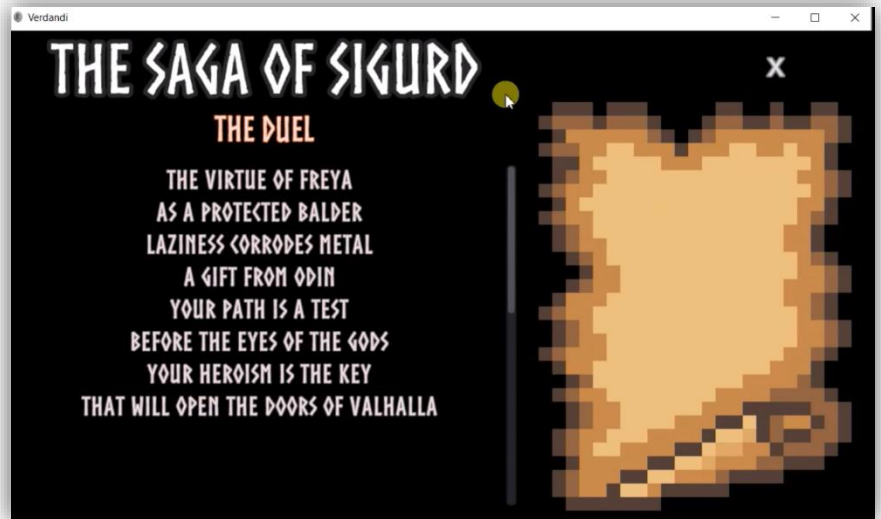 Verdandi
THE SAGA OF SIGURD
X
THE DUEL
THE VIRTUE OF FREYA
AS A PROTECTED BALDER
LAZINESS CORRODES METAL
A GIFT FROM ODIN
YOUR PATH IS A TEST
BEFORE THE EYES OF THE GODS
YOUR HEROISM IS THE KEY
THAT WILL OPEN THE DOORS OF VALHALLA